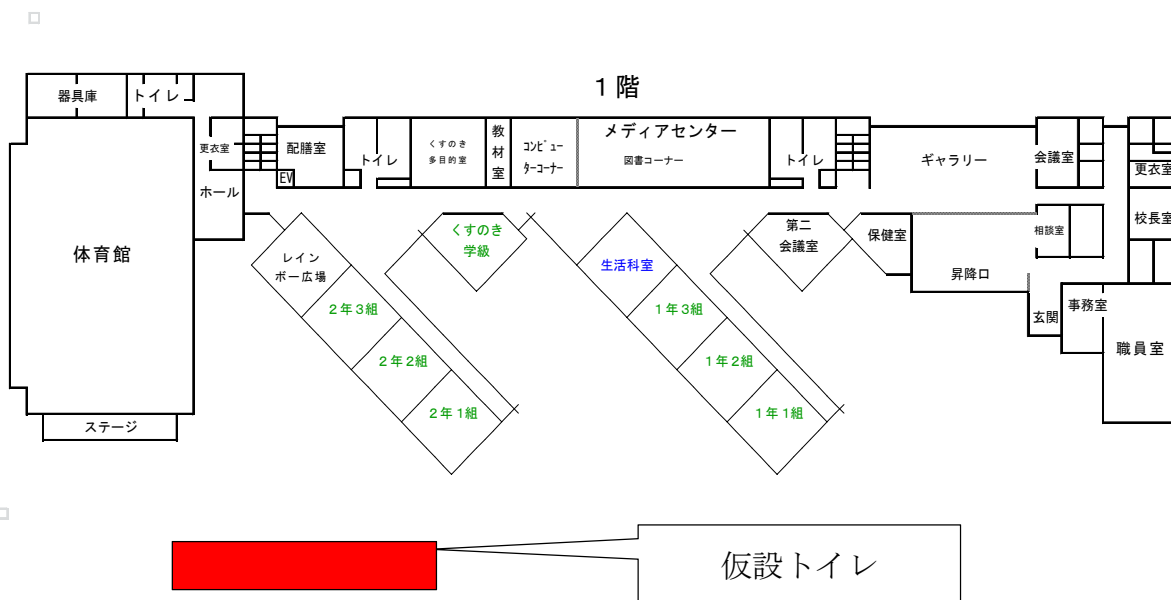 1階
器具庫
トイレ
更衣室
ホール
体育館
ステージ
配膳室
EV
トイレ
くすのき
多目的室
教
材
室
コンピュー
ターコーナー
メディアセンター
図書コーナー
トイレ
ギャラリー
会議室
更衣室
校長室
相談室
レイン
ボー広場
2年3組
2年2組
2年1組
くすのき
学級
生活科室
1年3組
1年2組
1年1組
第二
会議室
保健室
昇降口
玄関
事務室
職員室
仮設トイレ